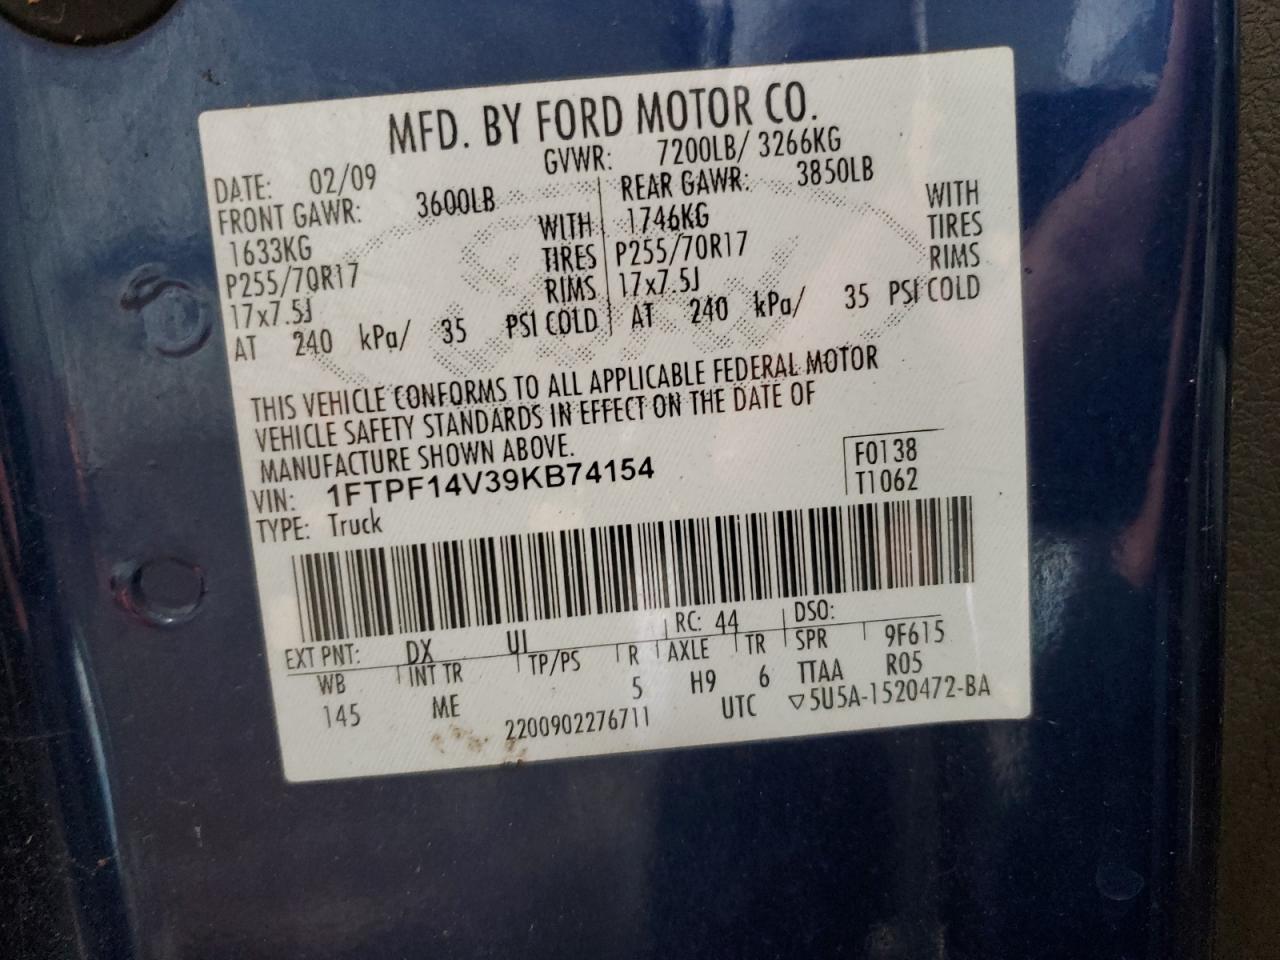 MFD. BY FORD MOTOR CO.
DATE: 02/09 GVWR: 7200LB/ 3266KG
FRONT GAWR: 3600LB REAR GAWR: 3850LB
1633KG WITH 1746KG WITH
P255/70R17 TIRES P255/70R17 TIRES
17x7.5J RIMS 17x7.5J RIMS
AT 240 kPa/ 35 PSI COLD AT 240 kPa/ 35 PSI COLD
THIS VEHICLE CONFORMS TO ALL APPLICABLE FEDERAL MOTOR
VEHICLE SAFETY STANDARDS IN EFFECT ON THE DATE OF
MANUFACTURE SHOWN ABOVE.
VIN: 1FTPF14V39KB74154 F0138
TYPE: Truck T1062
EXT PNT: DX UI RC: 44 DSO:
WB INT TR TP/PS R AXLE TR SPR 9F615
145 ME 5 H9 6 TTAA R05
2200902276711 UTC ▽5U5A-1520472-BA